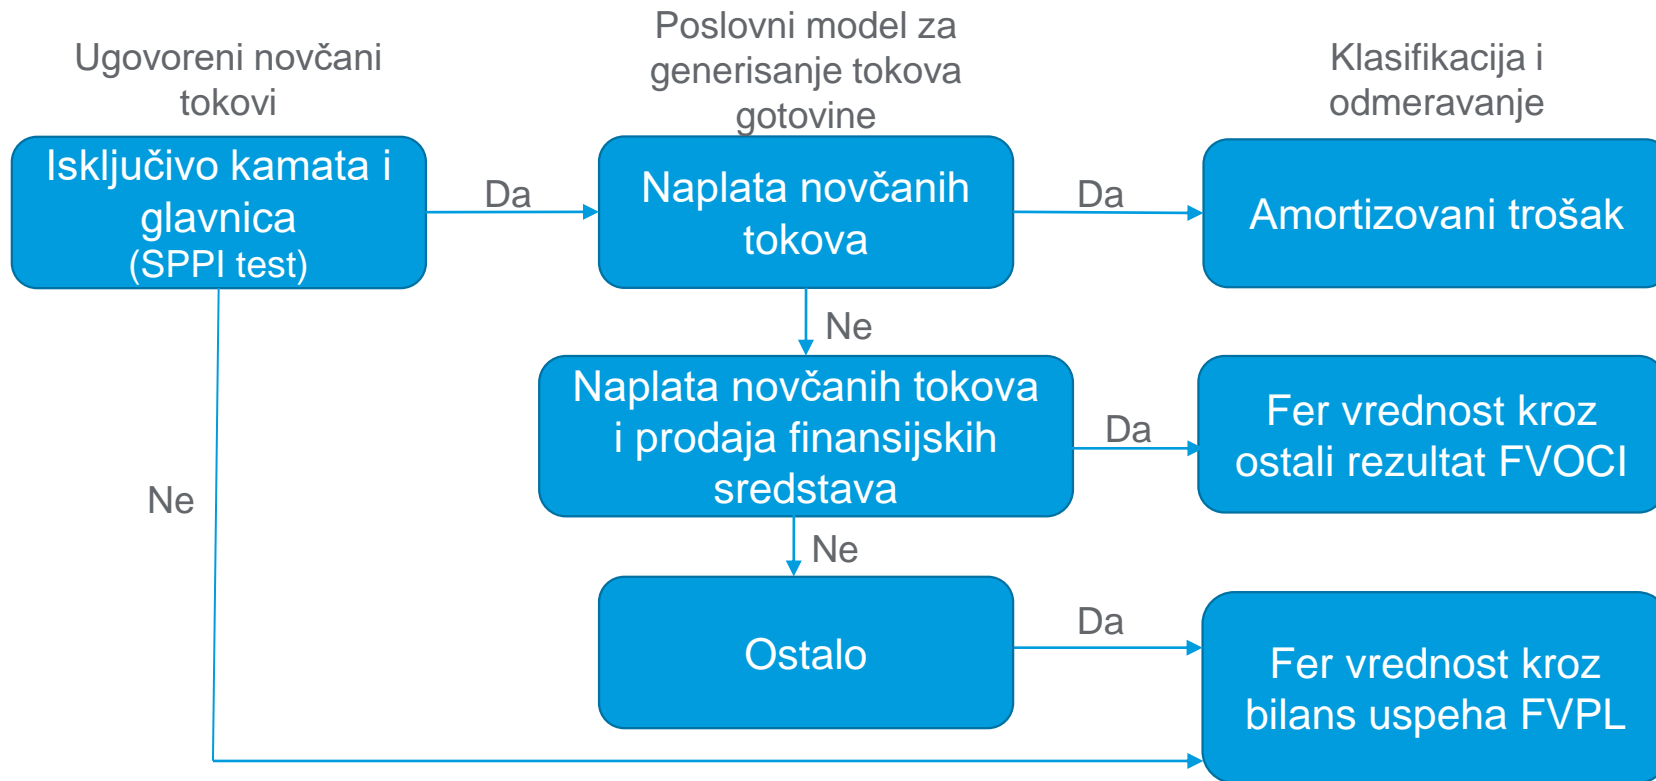 Ugovoreni novčani
tokovi
Poslovni model za
generisanje tokova
gotovine
Klasifikacija i
odmeravanje
Isključivo kamata i
glavnica
(SPPI test)
Da
Naplata novčanih
tokova
Da
Amortizovani trošak
Ne
Naplata novčanih tokova
i prodaja finansijskih
sredstava
Da
Fer vrednost kroz
ostali rezultat FVOCI
Ne
Ne
Ostalo
Da
Fer vrednost kroz
bilans uspeha FVPL